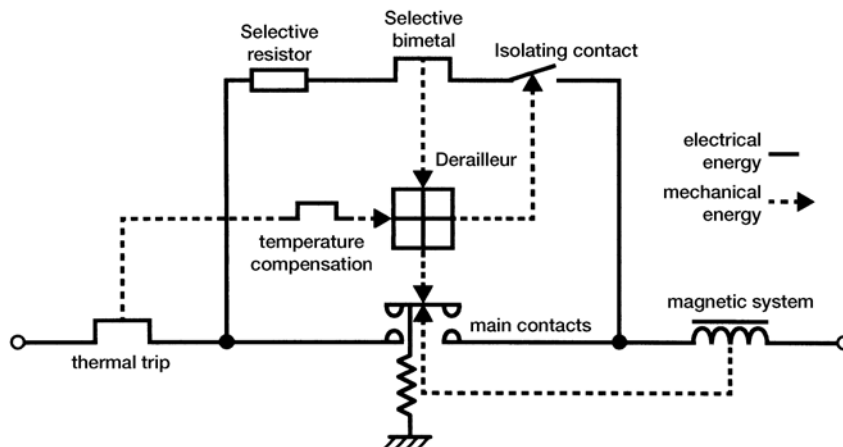 Selective
resistor
Selective
bimetal
Isolating contact
Derailleur
electrical
energy
mechanical
energy
temperature
compensation
magnetic system
main contacts
thermal trip